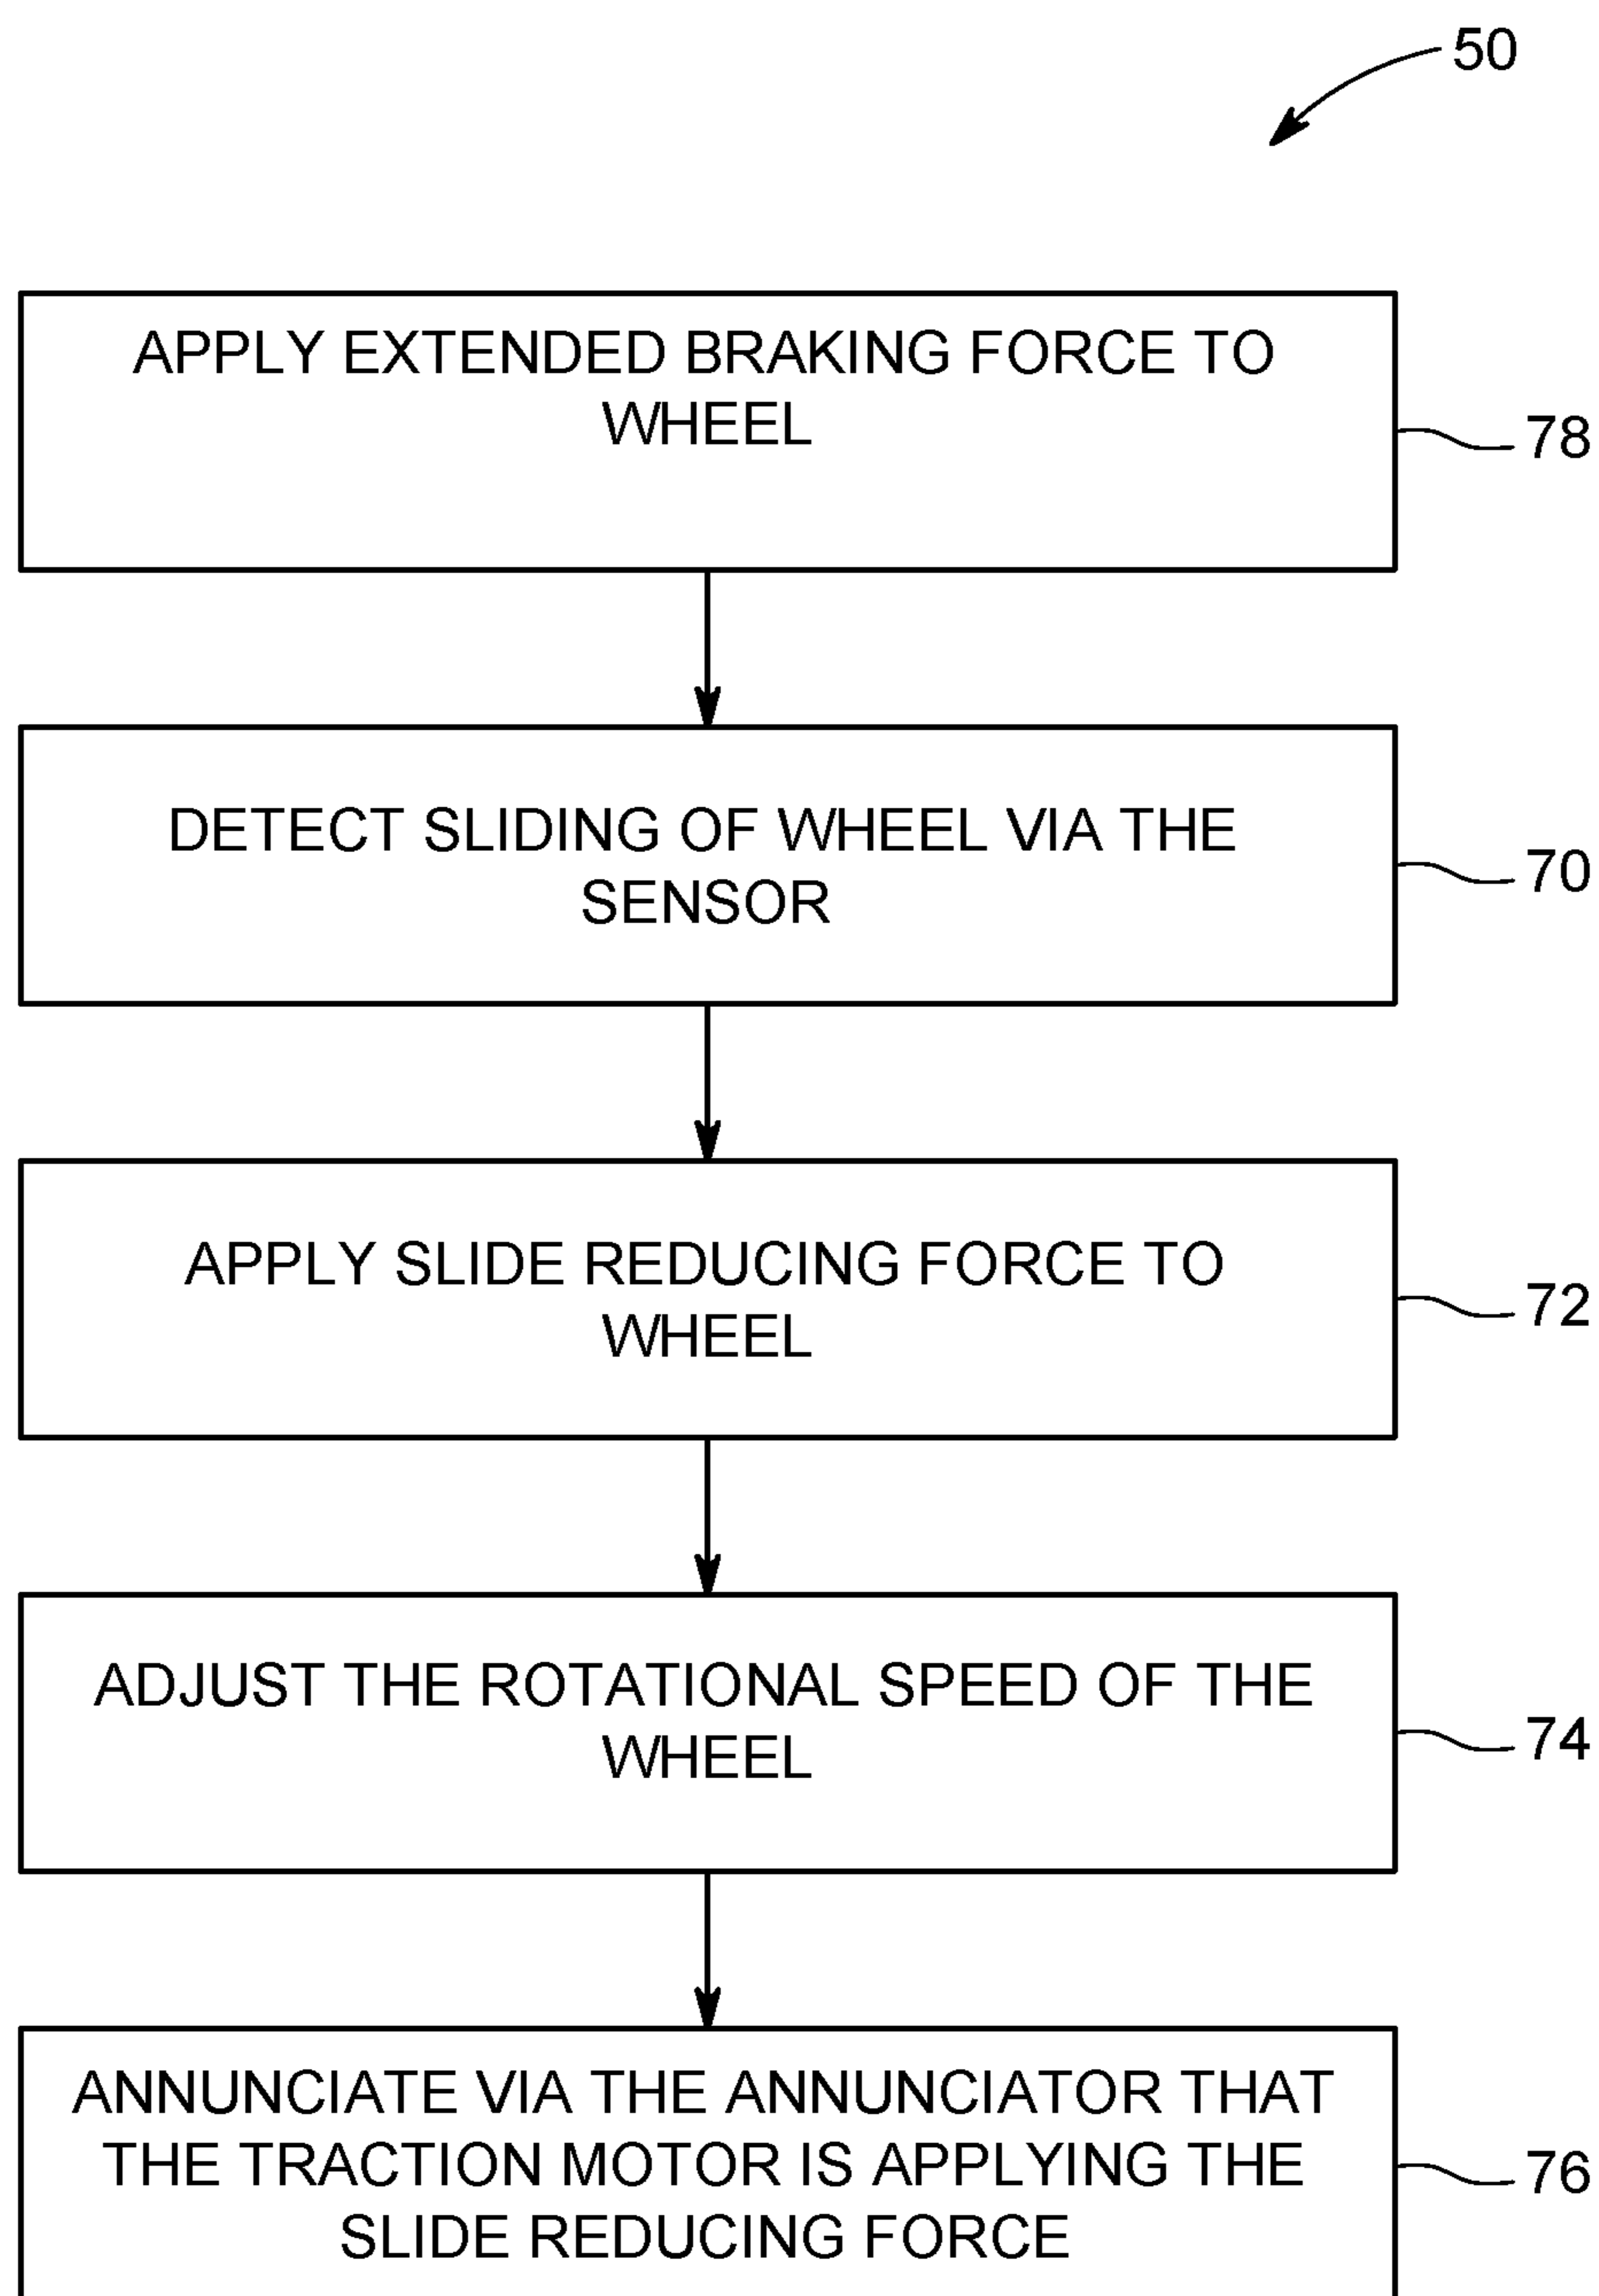 50
APPLY EXTENDED BRAKING FORCE TO
WHEEL
78
DETECT SLIDING OF WHEEL VIA THE
SENSOR
70
APPLY SLIDE REDUCING FORCE TO
WHEEL
72
ADJUST THE ROTATIONAL SPEED OF THE
WHEEL
74
ANNUNCIATE VIA THE ANNUNCIATOR THAT
THE TRACTION MOTOR IS APPLYING THE
SLIDE REDUCING FORCE
76